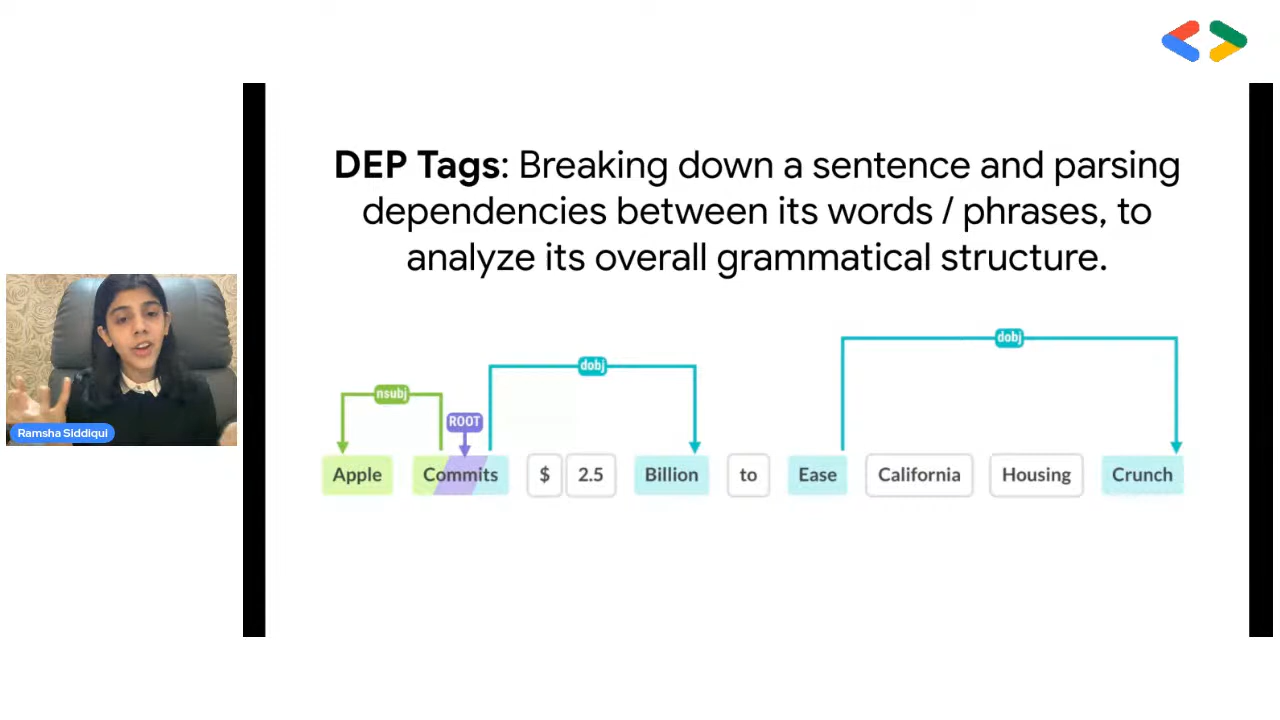 DEP Tags: Breaking down a sentence and parsing
dependencies between its words / phrases, to
analyze its overall grammatical structure.
dobj
dobj
nsubj
ROOT
Apple Commits $ 2.5 Billion to Ease California Housing Crunch
Ramsha Siddiqui